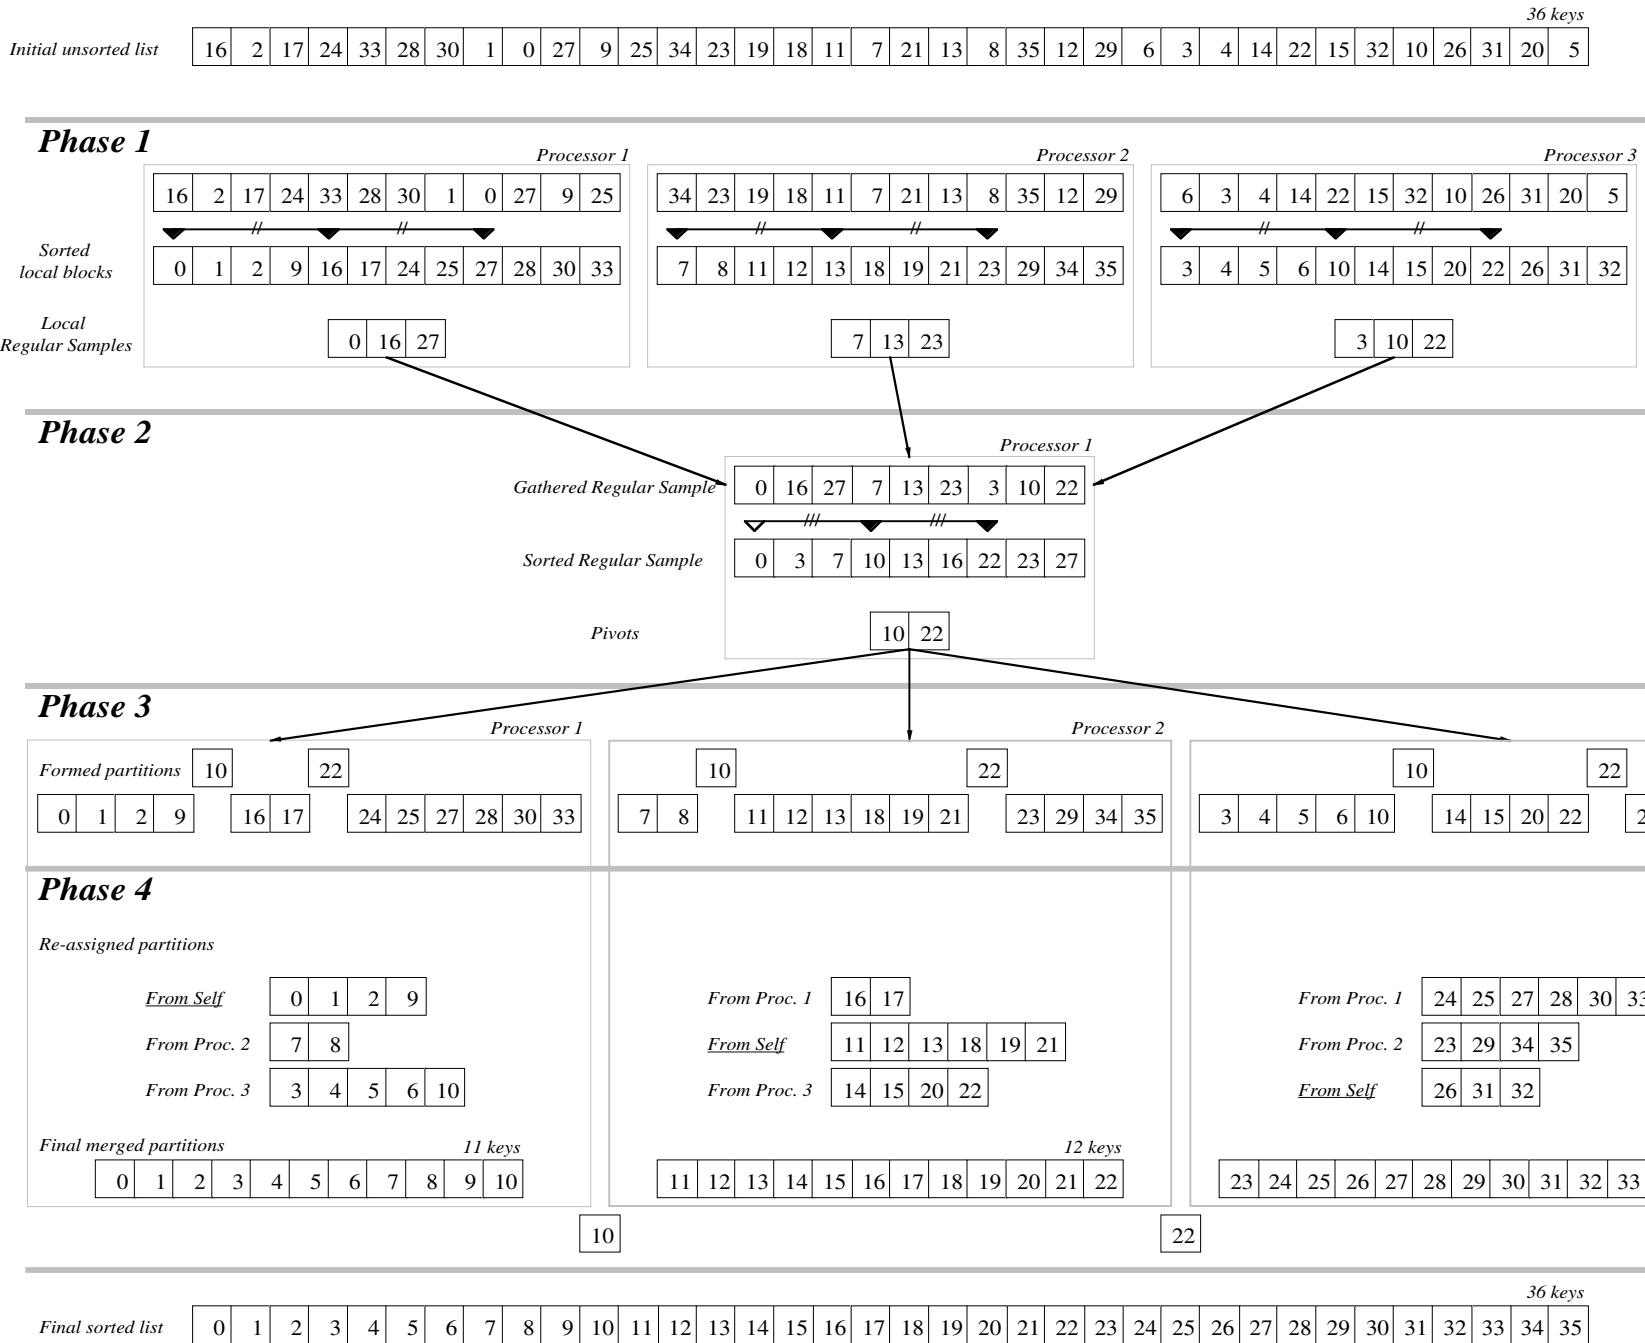 36 keys
Initial unsorted list 16 2 17 24 33 28 30 1 0 27 9 25 34 23 19 18 11 7 21 13 8 35 12 29 6 3 4 14 22 15 32 10 26 31 20 5
Phase 1
Processor 1 Processor 2 Processor 3
16 2 17 24 33 28 30 1 0 27 9 25 34 23 19 18 11 7 21 13 8 35 12 29 6 3 4 14 22 15 32 10 26 31 20 5
// // // // // //
Sorted
local blocks 0 1 2 9 16 17 24 25 27 28 30 33 7 8 11 12 13 18 19 21 23 29 34 35 3 4 5 6 10 14 15 20 22 26 31 32
Local
Regular Samples 0 16 27 7 13 23 3 10 22
Phase 2
Processor 1
Gathered Regular Sample 0 16 27 7 13 23 3 10 22
/// ///
Sorted Regular Sample 0 3 7 10 13 16 22 23 27
Pivots 10 22
Phase 3
Processor 1 Processor 2
Formed partitions 10 22 10 22 10 22
0 1 2 9 16 17 24 25 27 28 30 33 7 8 11 12 13 18 19 21 23 29 34 35 3 4 5 6 10 14 15 20 22
Phase 4
Re-assigned partitions
From Self 0 1 2 9 From Proc. 1 16 17 From Proc. 1 24 25 27 28 30 33
From Proc. 2 7 8 From Self 11 12 13 18 19 21 From Proc. 2 23 29 34 35
From Proc. 3 3 4 5 6 10 From Proc. 3 14 15 20 22 From Self 26 31 32
Final merged partitions 11 keys 12 keys
0 1 2 3 4 5 6 7 8 9 10 11 12 13 14 15 16 17 18 19 20 21 22 23 24 25 26 27 28 29 30 31 32 33
10 22
36 keys
Final sorted list 0 1 2 3 4 5 6 7 8 9 10 11 12 13 14 15 16 17 18 19 20 21 22 23 24 25 26 27 28 29 30 31 32 33 34 35